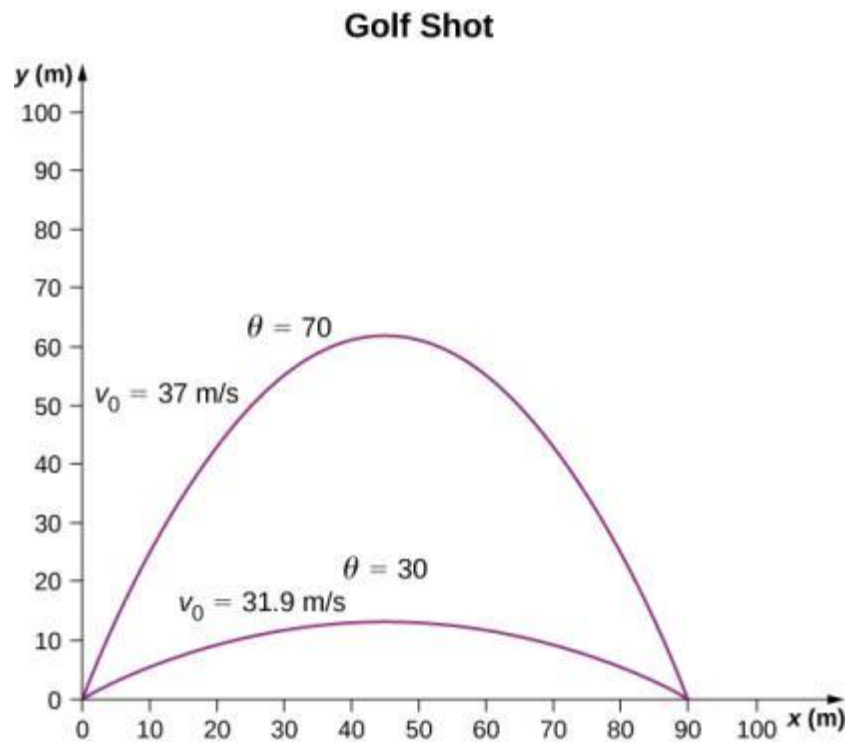 Golf Shot
y (m)
100
90
80
70
θ = 70
60
v₀ = 37 m/s
50
40
30
θ = 30
20
v₀ = 31.9 m/s
10
0
0 10 20 30 40 50 60 70 80 90 100 x (m)